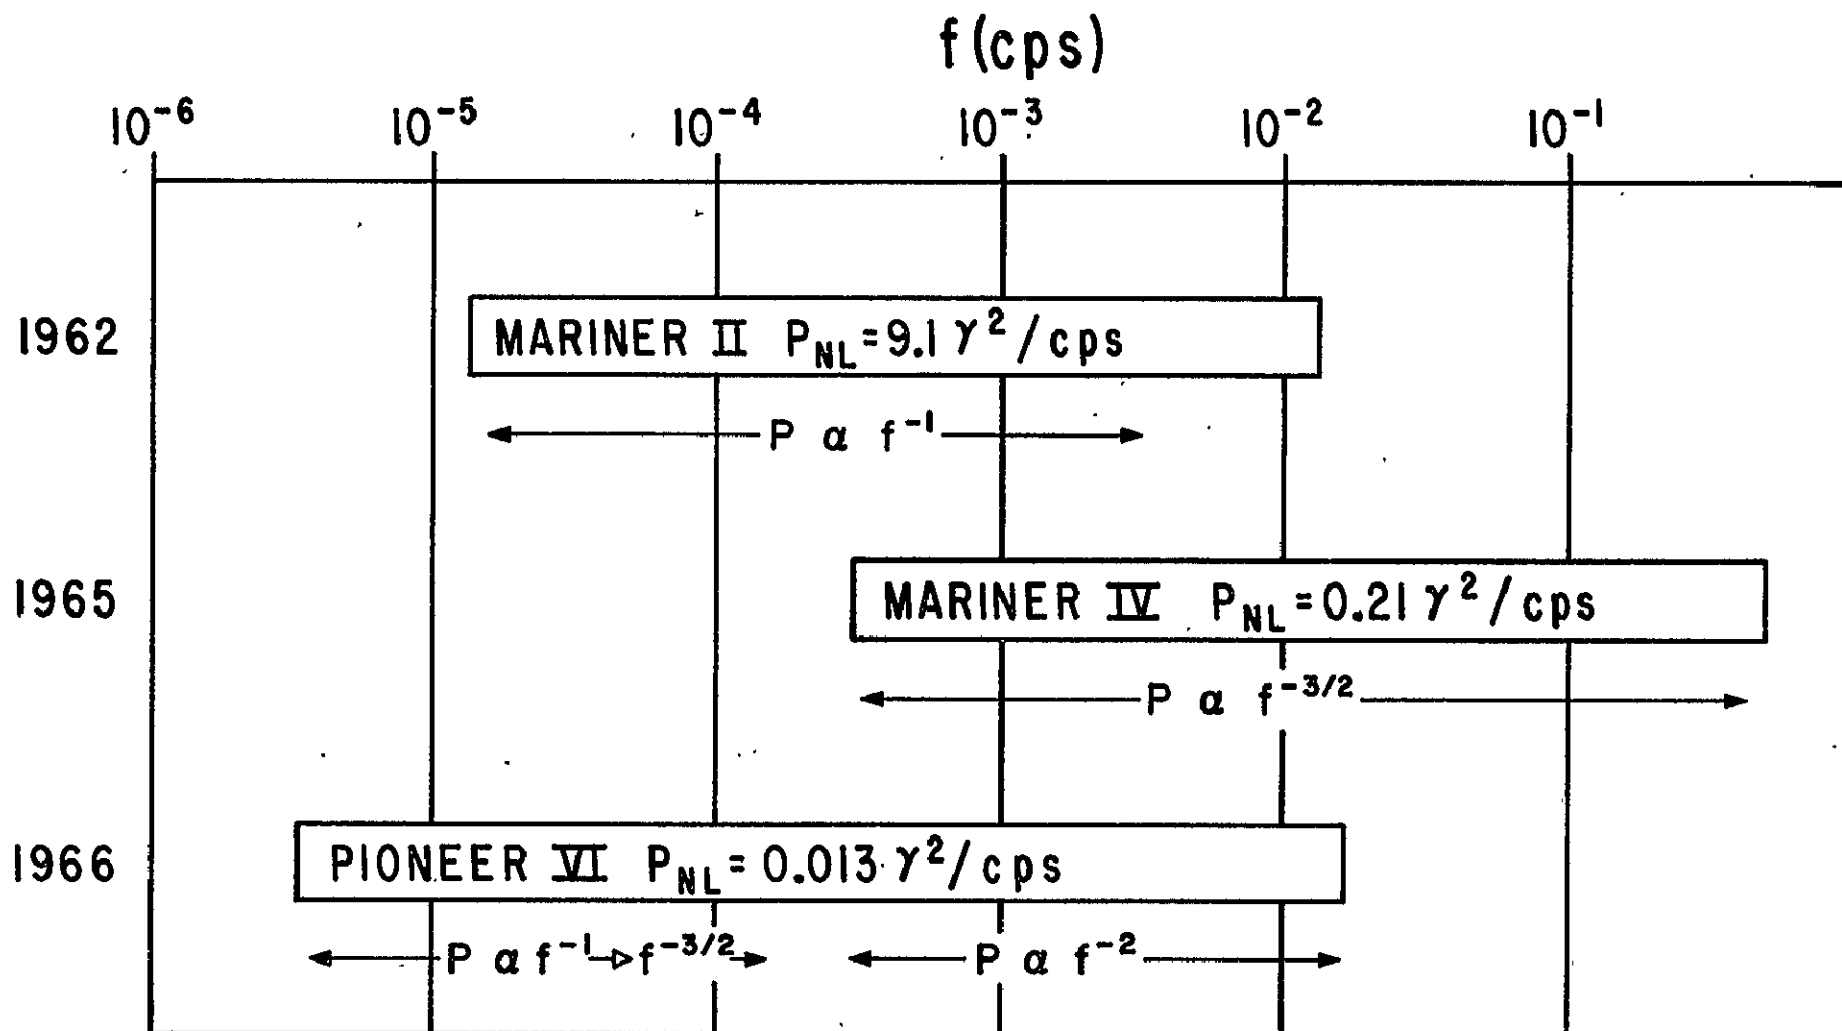 f (cps)
10⁻⁶ 10⁻⁵ 10⁻⁴ 10⁻³ 10⁻² 10⁻¹
1962 MARINER II P_NL = 9.1 γ² / cps
P α f⁻¹
1965 MARINER IV P_NL = 0.21 γ² / cps
P α f⁻³/²
1966 PIONEER VI P_NL = 0.013 γ² / cps
P α f⁻¹ → f⁻³/² P α f⁻²